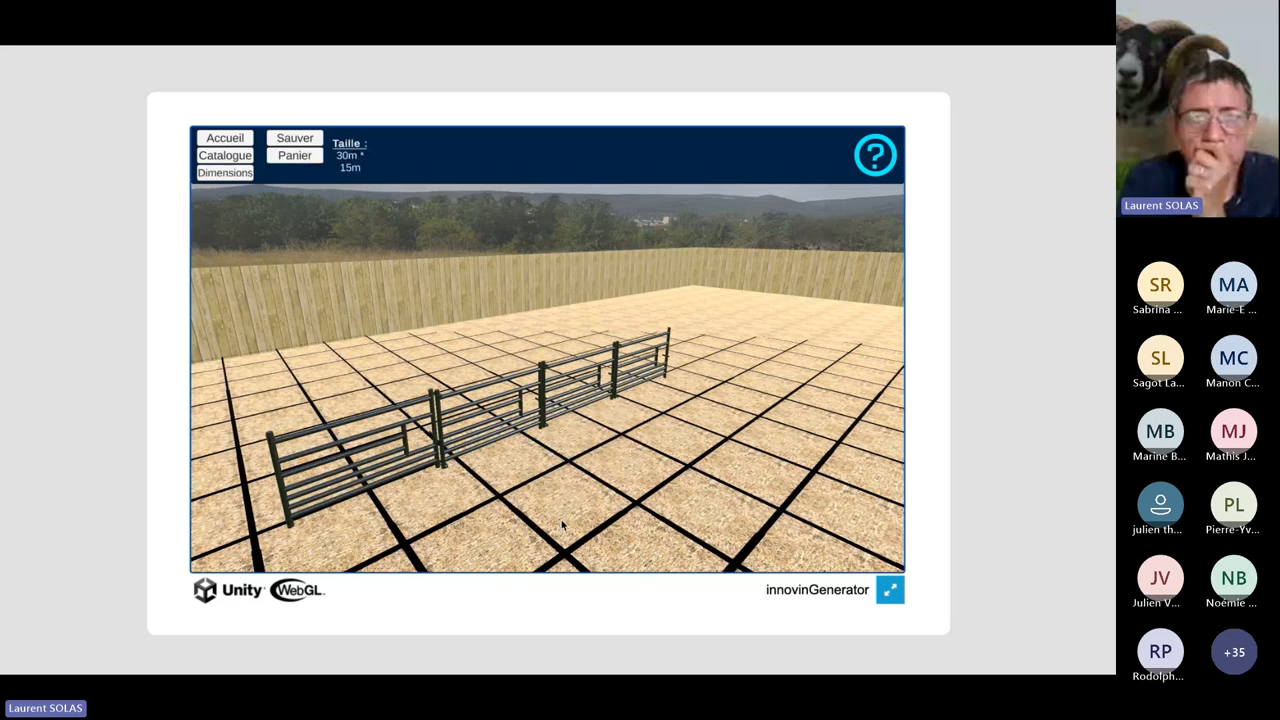 Accueil
Sauver
Taille :
Catalogue
Panier
30m *
Dimensions
15m
?
Unity
WebGL
innovinGenerator
Laurent SOLAS
SR
MA
Sabrina ...
Marie-E ...
SL
MC
Sagot La...
Manon C...
MB
MJ
Marine B...
Mathis J...
PL
julien th...
Pierre-Yv...
JV
NB
Julien V...
Noémie ...
RP
+35
Rodolph...
Laurent SOLAS